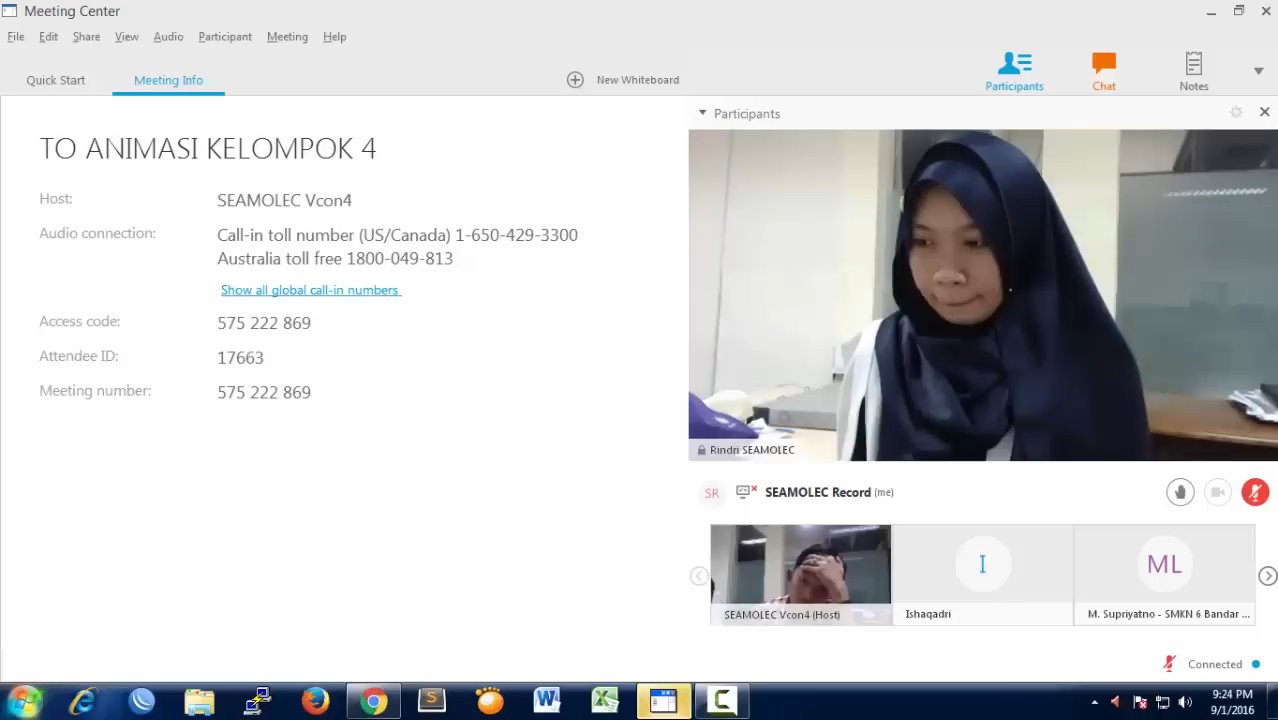 Meeting Center
File Edit Share View Audio Participant Meeting Help
Quick Start Meeting Info New Whiteboard
Participants Chat Notes
TO ANIMASI KELOMPOK 4
Host: SEAMOLEC Vcon4
Audio connection: Call-in toll number (US/Canada) 1-650-429-3300
Australia toll free 1800-049-813
Show all global call-in numbers
Access code: 575 222 869
Attendee ID: 17663
Meeting number: 575 222 869
Participants
Rindri SEAMOLEC
SR SEAMOLEC Record (me)
I ML
SEAMOLEC Vcon4 (Host) Ishaqadri M. Supriyatno - SMKN 6 Bandar ...
Connected
9:24 PM
9/1/2016